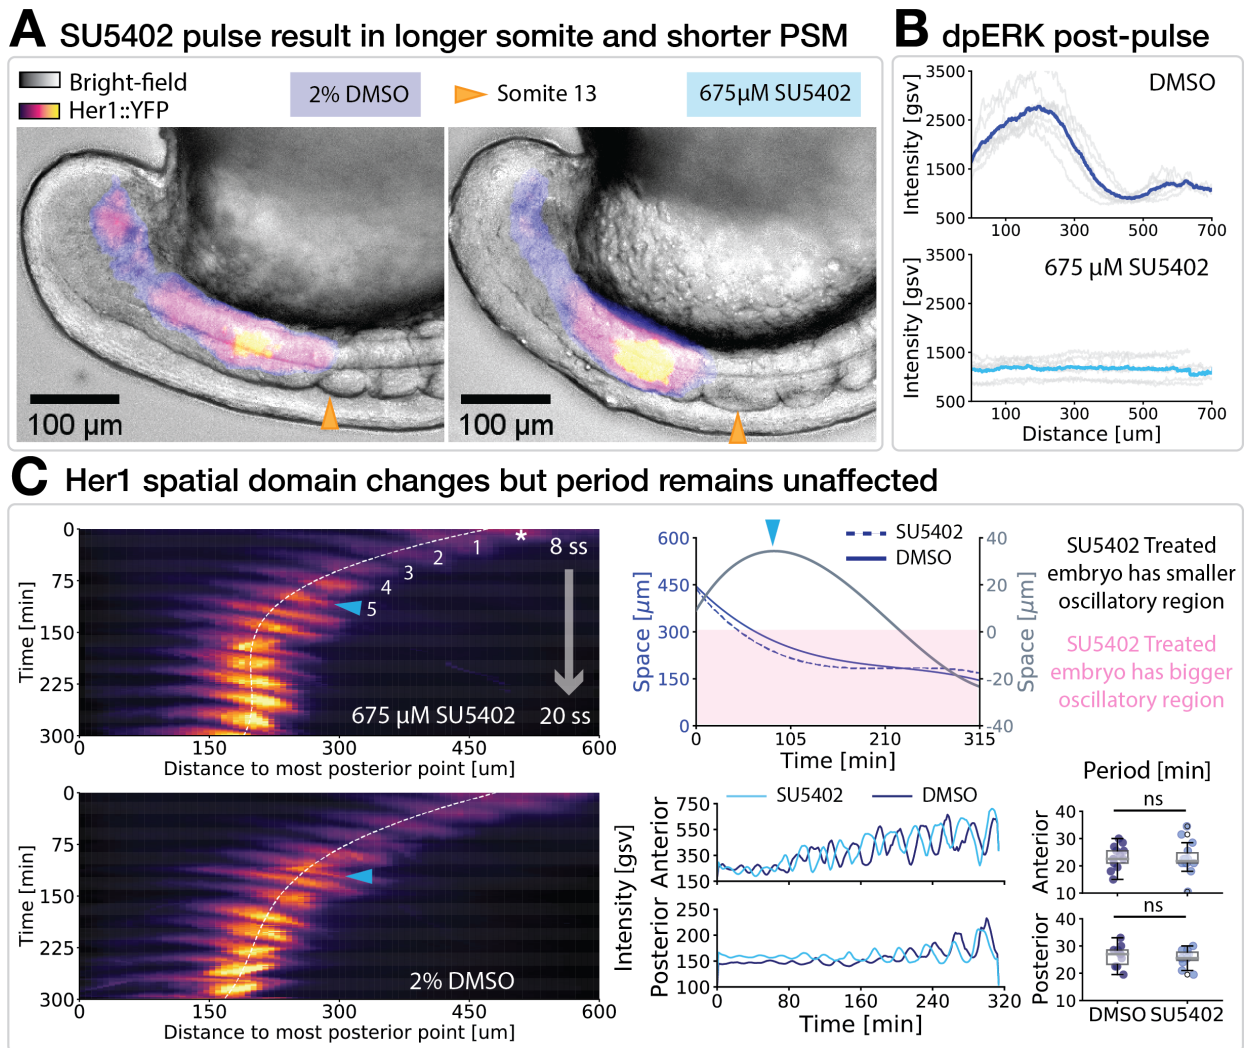 A SU5402 pulse result in longer somite and shorter PSM
Bright-field
Her1::YFP
2% DMSO
Somite 13
675µM SU5402
100 µm
100 µm
B dpERK post-pulse
DMSO
Intensity [gsv]
3500
2500
1500
500
100 300 500 700
675 µM SU5402
Intensity [gsv]
3500
2500
1500
500
100 300 500 700
Distance [um]
C Her1 spatial domain changes but period remains unaffected
Time [min]
0
75
150
225
300
*
1
2
3
4
5
8 ss
20 ss
675 µM SU5402
0 150 300 450 600
Distance to most posterior point [um]
Time [min]
0
75
150
225
300
2% DMSO
0 150 300 450 600
Distance to most posterior point [um]
SU5402
DMSO
Space [µm]
600
450
300
150
0
Space [µm]
40
20
0
-20
-40
0 105 210 315
Time [min]
SU5402 Treated
embryo has smaller
oscillatory region
SU5402 Treated
embryo has bigger
oscillatory region
SU5402 DMSO
Intensity [gsv]
Anterior
750
550
350
150
Posterior
250
200
150
100
0 80 160 240 320
Time [min]
Period [min]
ns
Anterior
40
30
20
10
ns
Posterior
40
30
20
10
DMSO SU5402